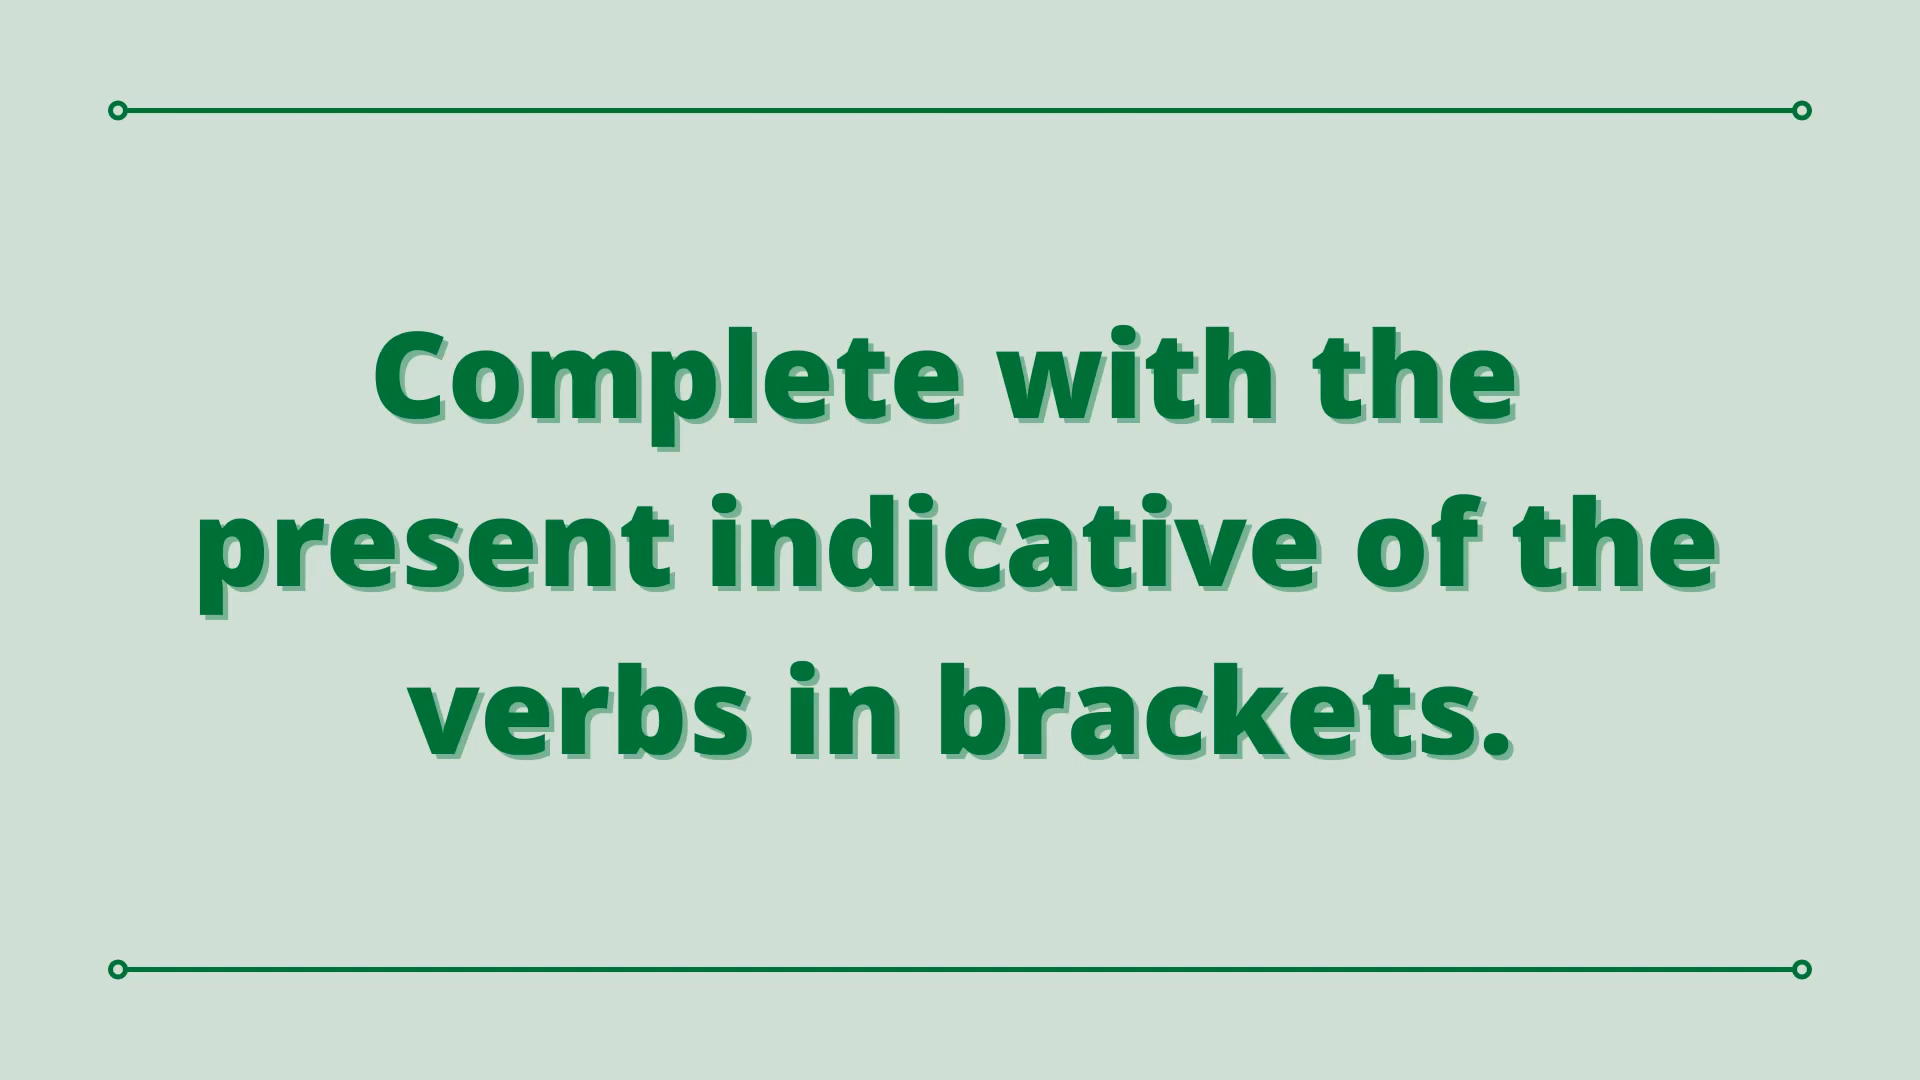 Complete with the
present indicative of the
verbs in brackets.